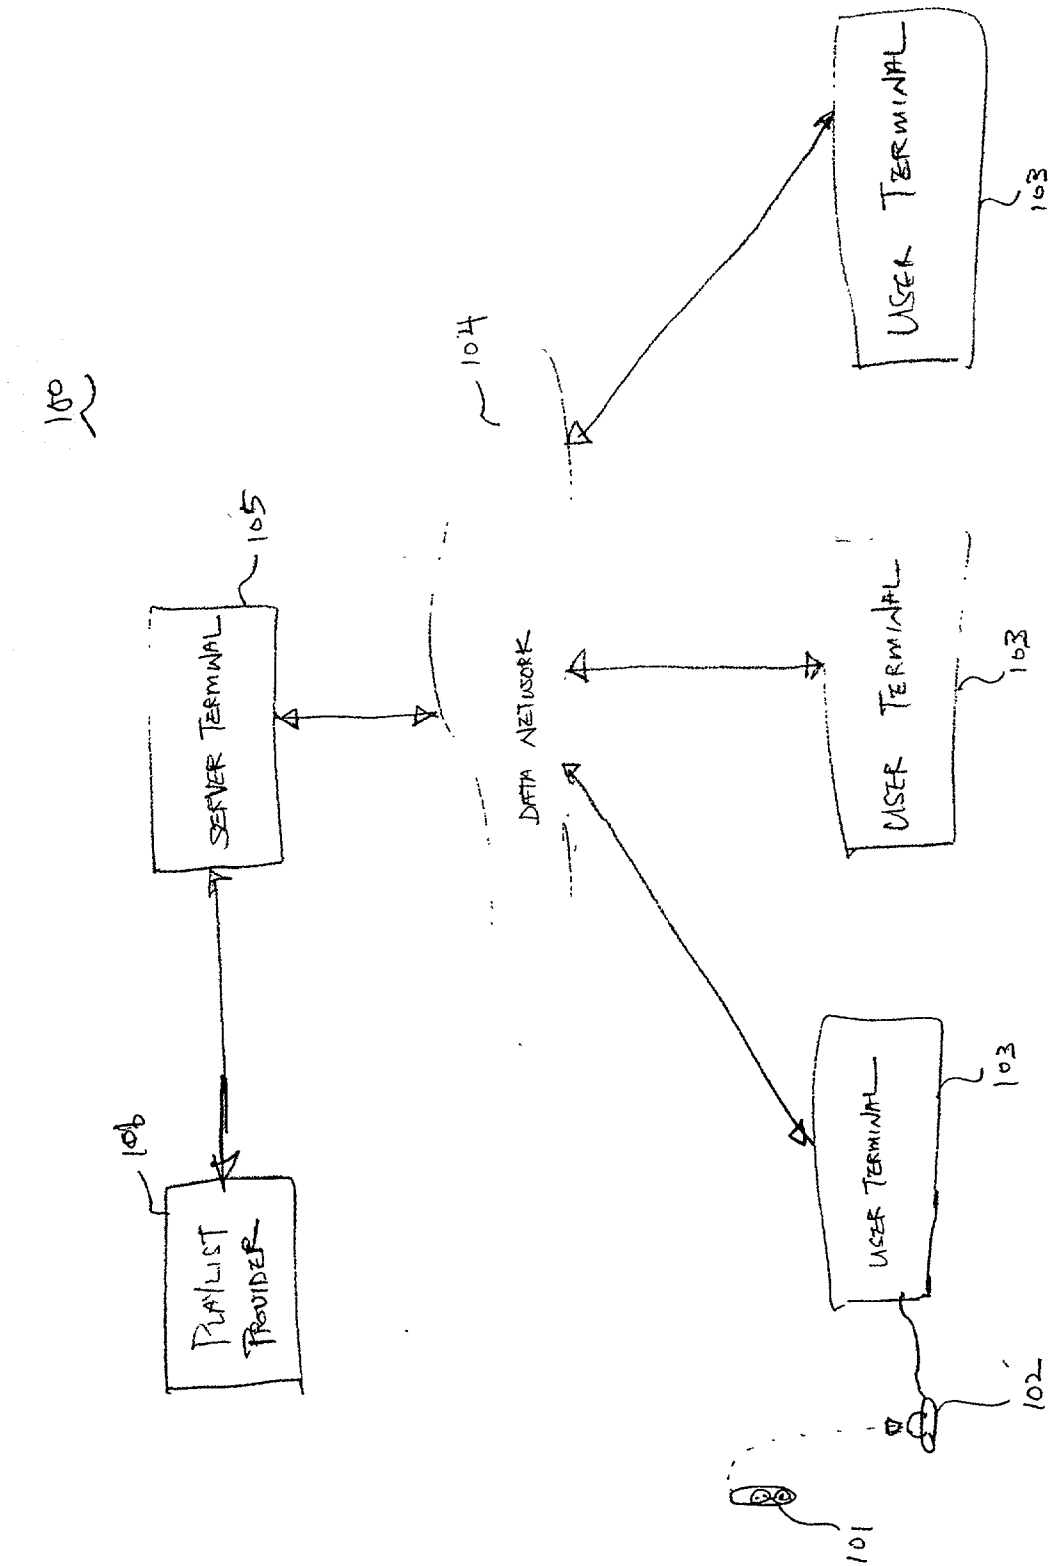 100
PLAYLIST
PROVIDER
106
SERVER TERMINAL
105
DATA NETWORK
104
USER TERMINAL
103
USER TERMINAL
103
USER TERMINAL
103
101
102